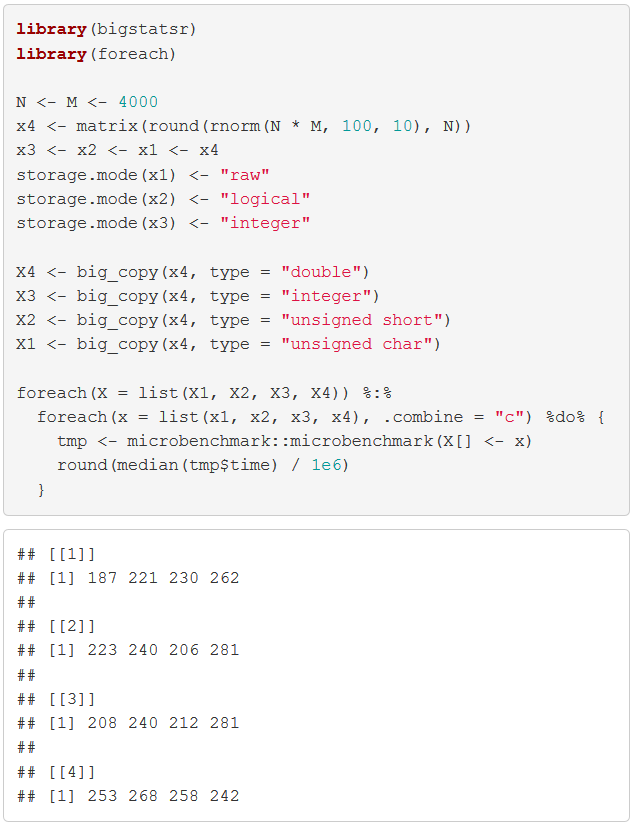 library(bigstatsr)
library(foreach)

N <- M <- 4000
x4 <- matrix(round(rnorm(N * M, 100, 10), N))
x3 <- x2 <- x1 <- x4
storage.mode(x1) <- "raw"
storage.mode(x2) <- "logical"
storage.mode(x3) <- "integer"

X4 <- big_copy(x4, type = "double")
X3 <- big_copy(x4, type = "integer")
X2 <- big_copy(x4, type = "unsigned short")
X1 <- big_copy(x4, type = "unsigned char")

foreach(X = list(X1, X2, X3, X4)) %:%
  foreach(x = list(x1, x2, x3, x4), .combine = "c") %do% {
    tmp <- microbenchmark::microbenchmark(X[] <- x)
    round(median(tmp$time) / 1e6)
  }

## [[1]]
## [1] 187 221 230 262
##
## [[2]]
## [1] 223 240 206 281
##
## [[3]]
## [1] 208 240 212 281
##
## [[4]]
## [1] 253 268 258 242